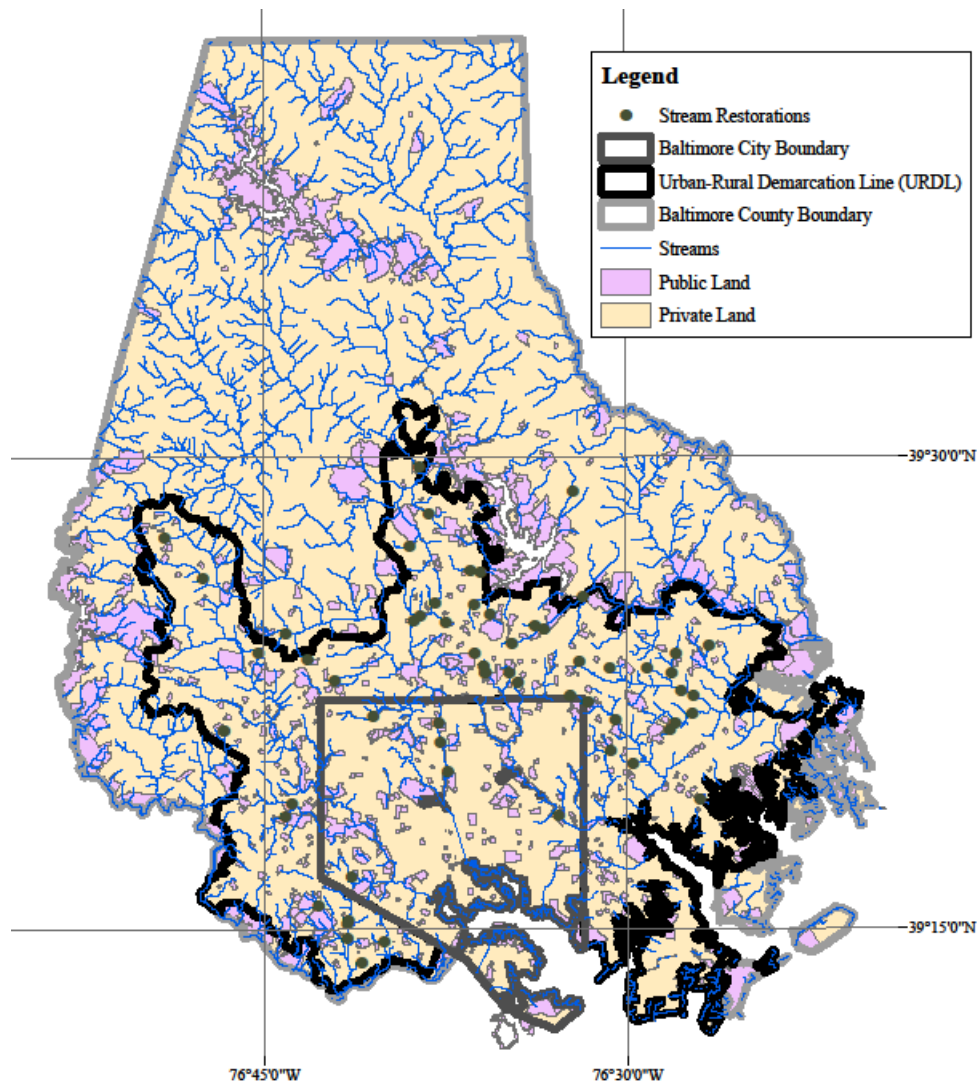 Legend
Stream Restorations
Baltimore City Boundary
Urban-Rural Demarcation Line (URDL)
Baltimore County Boundary
Streams
Public Land
Private Land
39°30'0"N
39°15'0"N
76°45'0"W
76°30'0"W